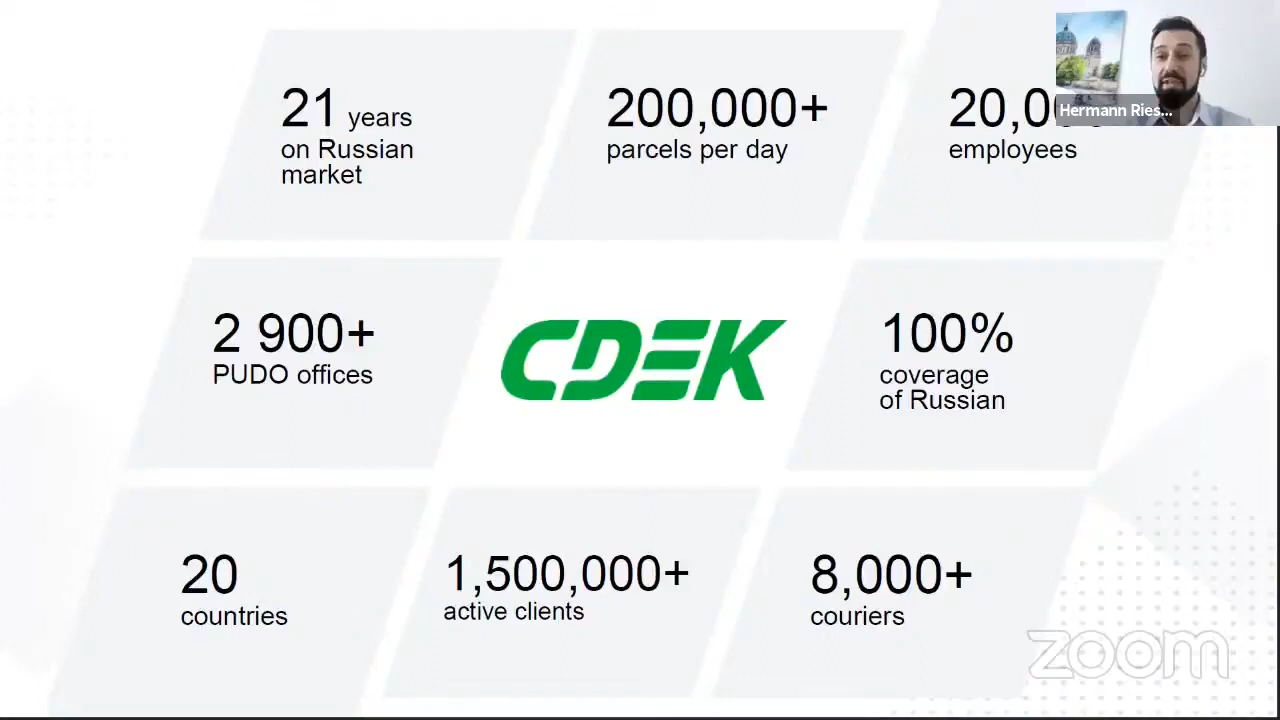 21 years
on Russian
market
200,000+
parcels per day
employees
Hermann Ries...
2 900+
PUDO offices
CDEK
100%
coverage
of Russian
20
countries
1,500,000+
active clients
8,000+
couriers
zoom